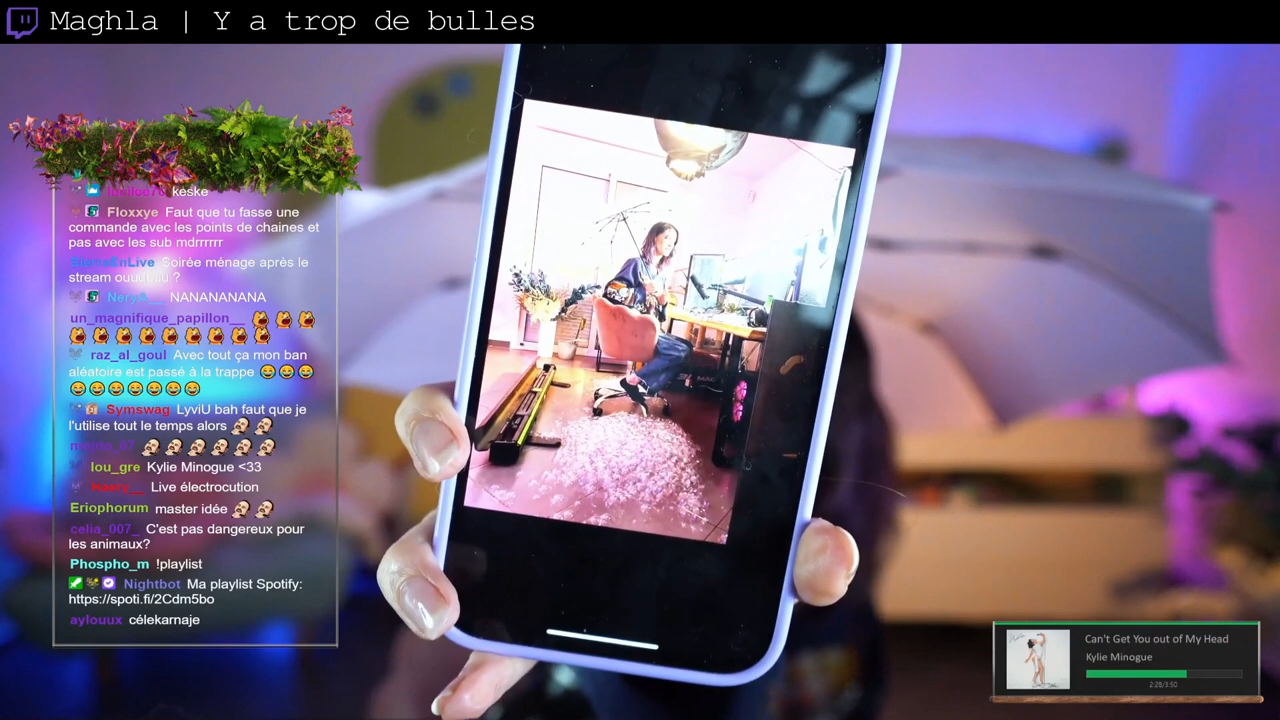 Maghla | Y a trop de bulles
keske
Floxxye Faut que tu fasse une
commande avec les points de chaines et
pas avec les sub mdrrrrrr
Soirée ménage après le
stream
NANANANANA
un_magnifique_papillon__
raz_al_goul Avec tout ça mon ban
aléatoire est passé à la trappe
Symswag LyviU bah faut que je
l'utilise tout le temps alors
lou_gre Kylie Minogue <33
Live électrocution
Eriophorum master idée
celia_007_ C'est pas dangereux pour
les animaux?
Phospho_m !playlist
Nightbot Ma playlist Spotify:
https://spoti.fi/2Cdm5bo
aylouux célekarnaje
Can't Get You out of My Head
Kylie Minogue
2:28/3:50